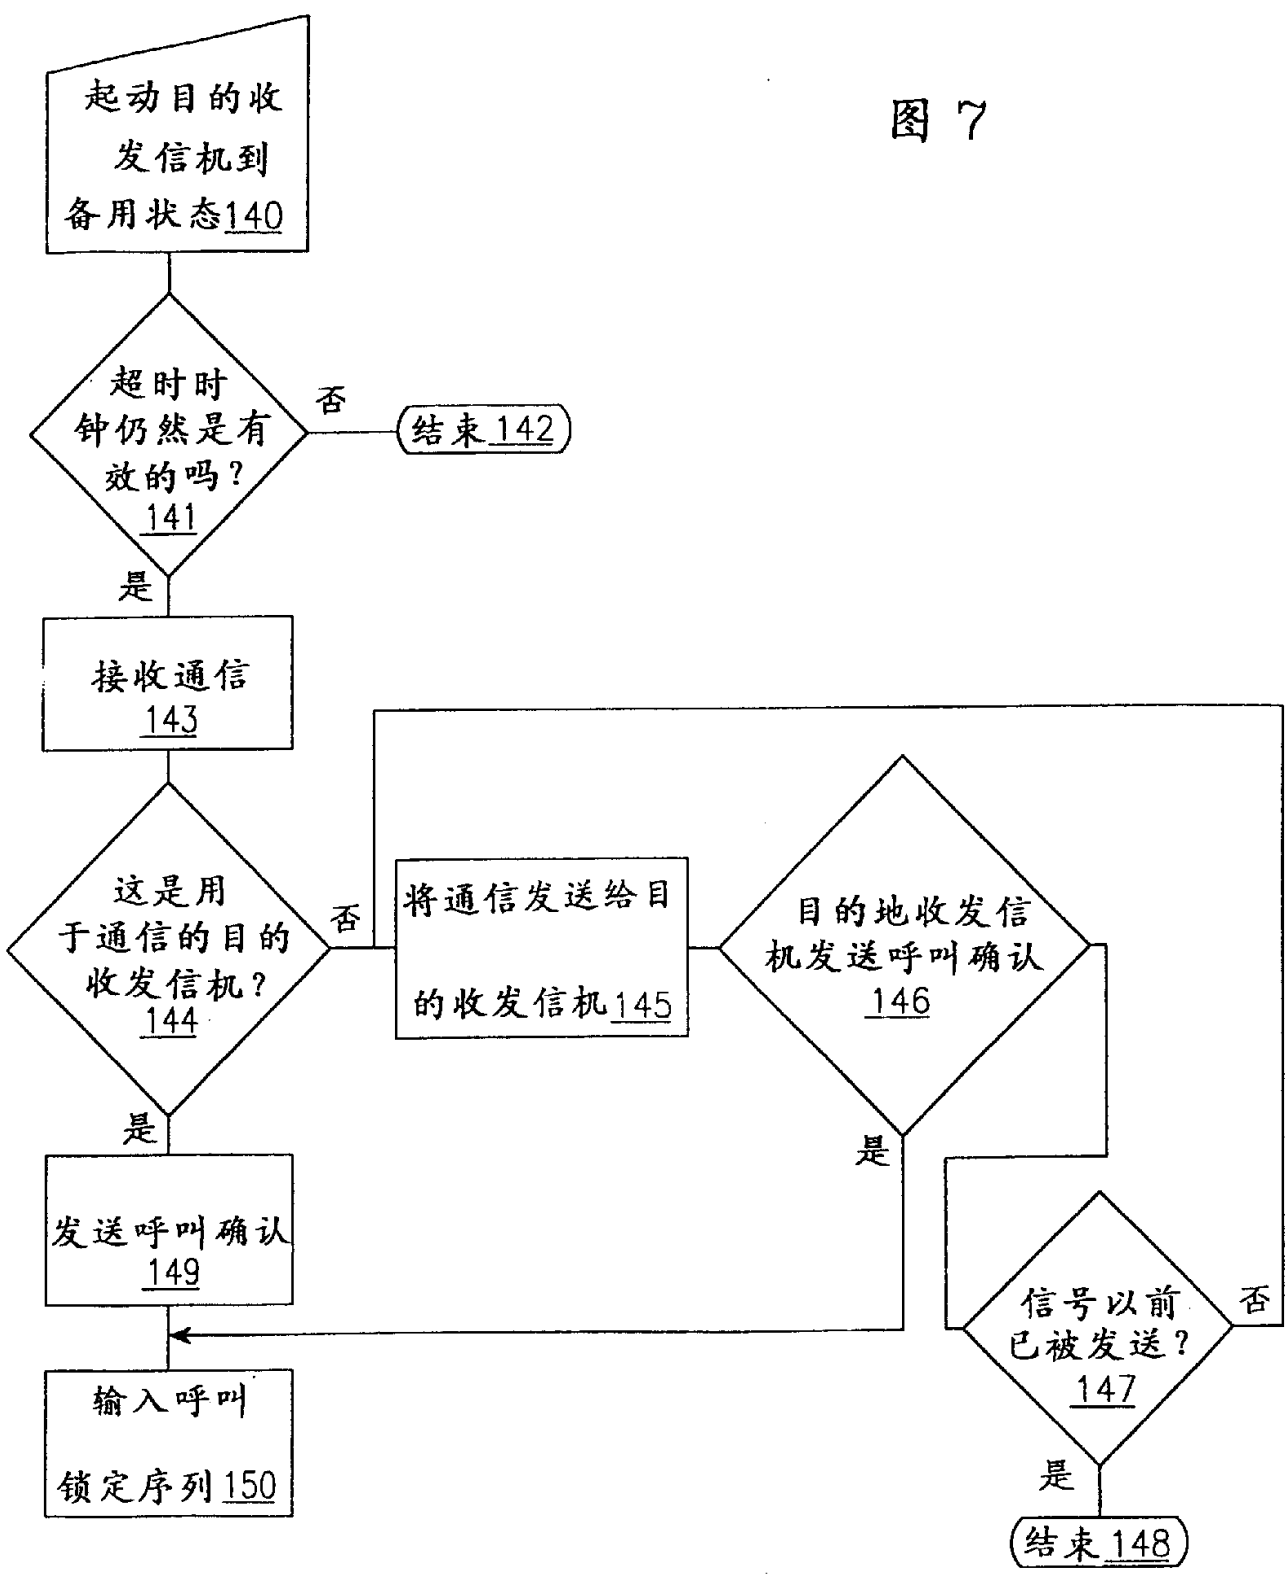 图 7
起动目的收
发信机到
备用状态140
超时时
钟仍然是有
效的吗?
141
否
结束142
是
接收通信
143
这是用
于通信的目的
收发信机?
144
否
将通信发送给目
的收发信机145
目的地收发信
机发送呼叫确认
146
是
是
发送呼叫确认
149
信号以前
已被发送?
147
否
输入呼叫
锁定序列150
是
结束148